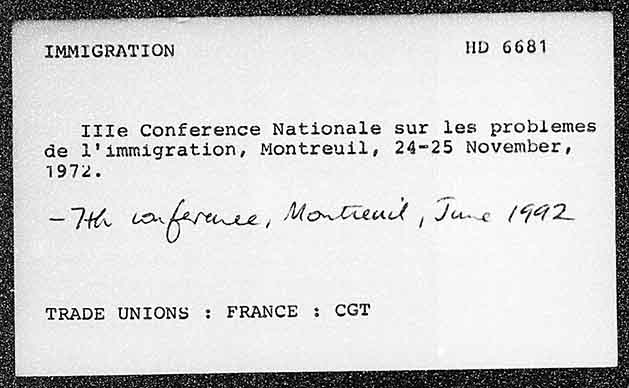 IMMIGRATION HD 6681
IIIe Conference Nationale sur les problemes
de l'immigration, Montreuil, 24-25 November,
1972.
- 7th conference, Montreuil, June 1992
TRADE UNIONS : FRANCE : CGT